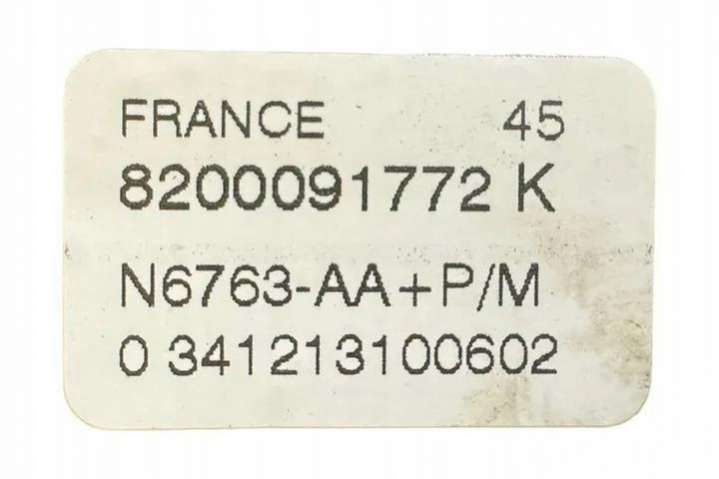 FRANCE 45
8200091772 K
N6763-AA+P/M
0 341213100602